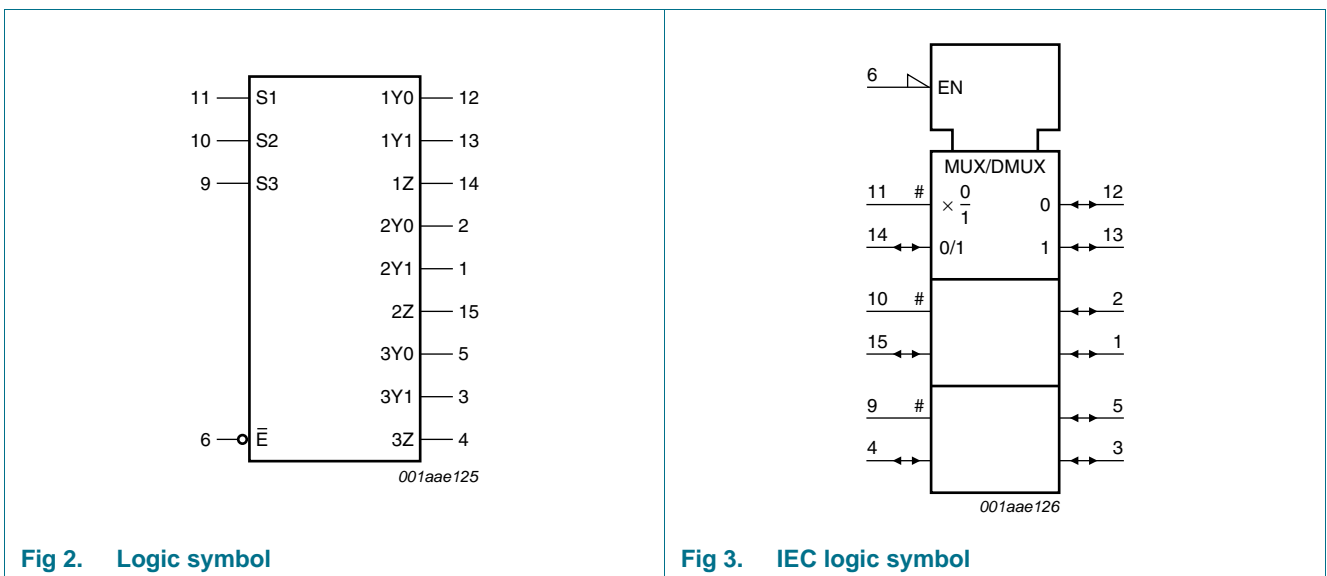 11 S1 1Y0 12
10 S2 1Y1 13
9 S3 1Z 14
2Y0 2
2Y1 1
2Z 15
3Y0 5
3Y1 3
6 E̅ 3Z 4
001aae125
Fig 2. Logic symbol
6 EN
MUX/DMUX
11 # × 0/1 0 12
14 0/1 1 13
10 # 2
15 1
9 # 5
4 3
001aae126
Fig 3. IEC logic symbol